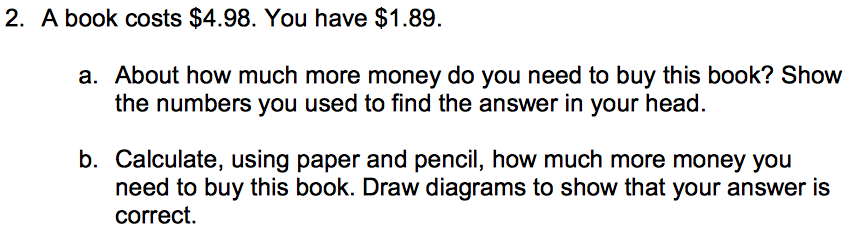 2. A book costs $4.98. You have $1.89.
a. About how much more money do you need to buy this book? Show
the numbers you used to find the answer in your head.
b. Calculate, using paper and pencil, how much more money you
need to buy this book. Draw diagrams to show that your answer is
correct.